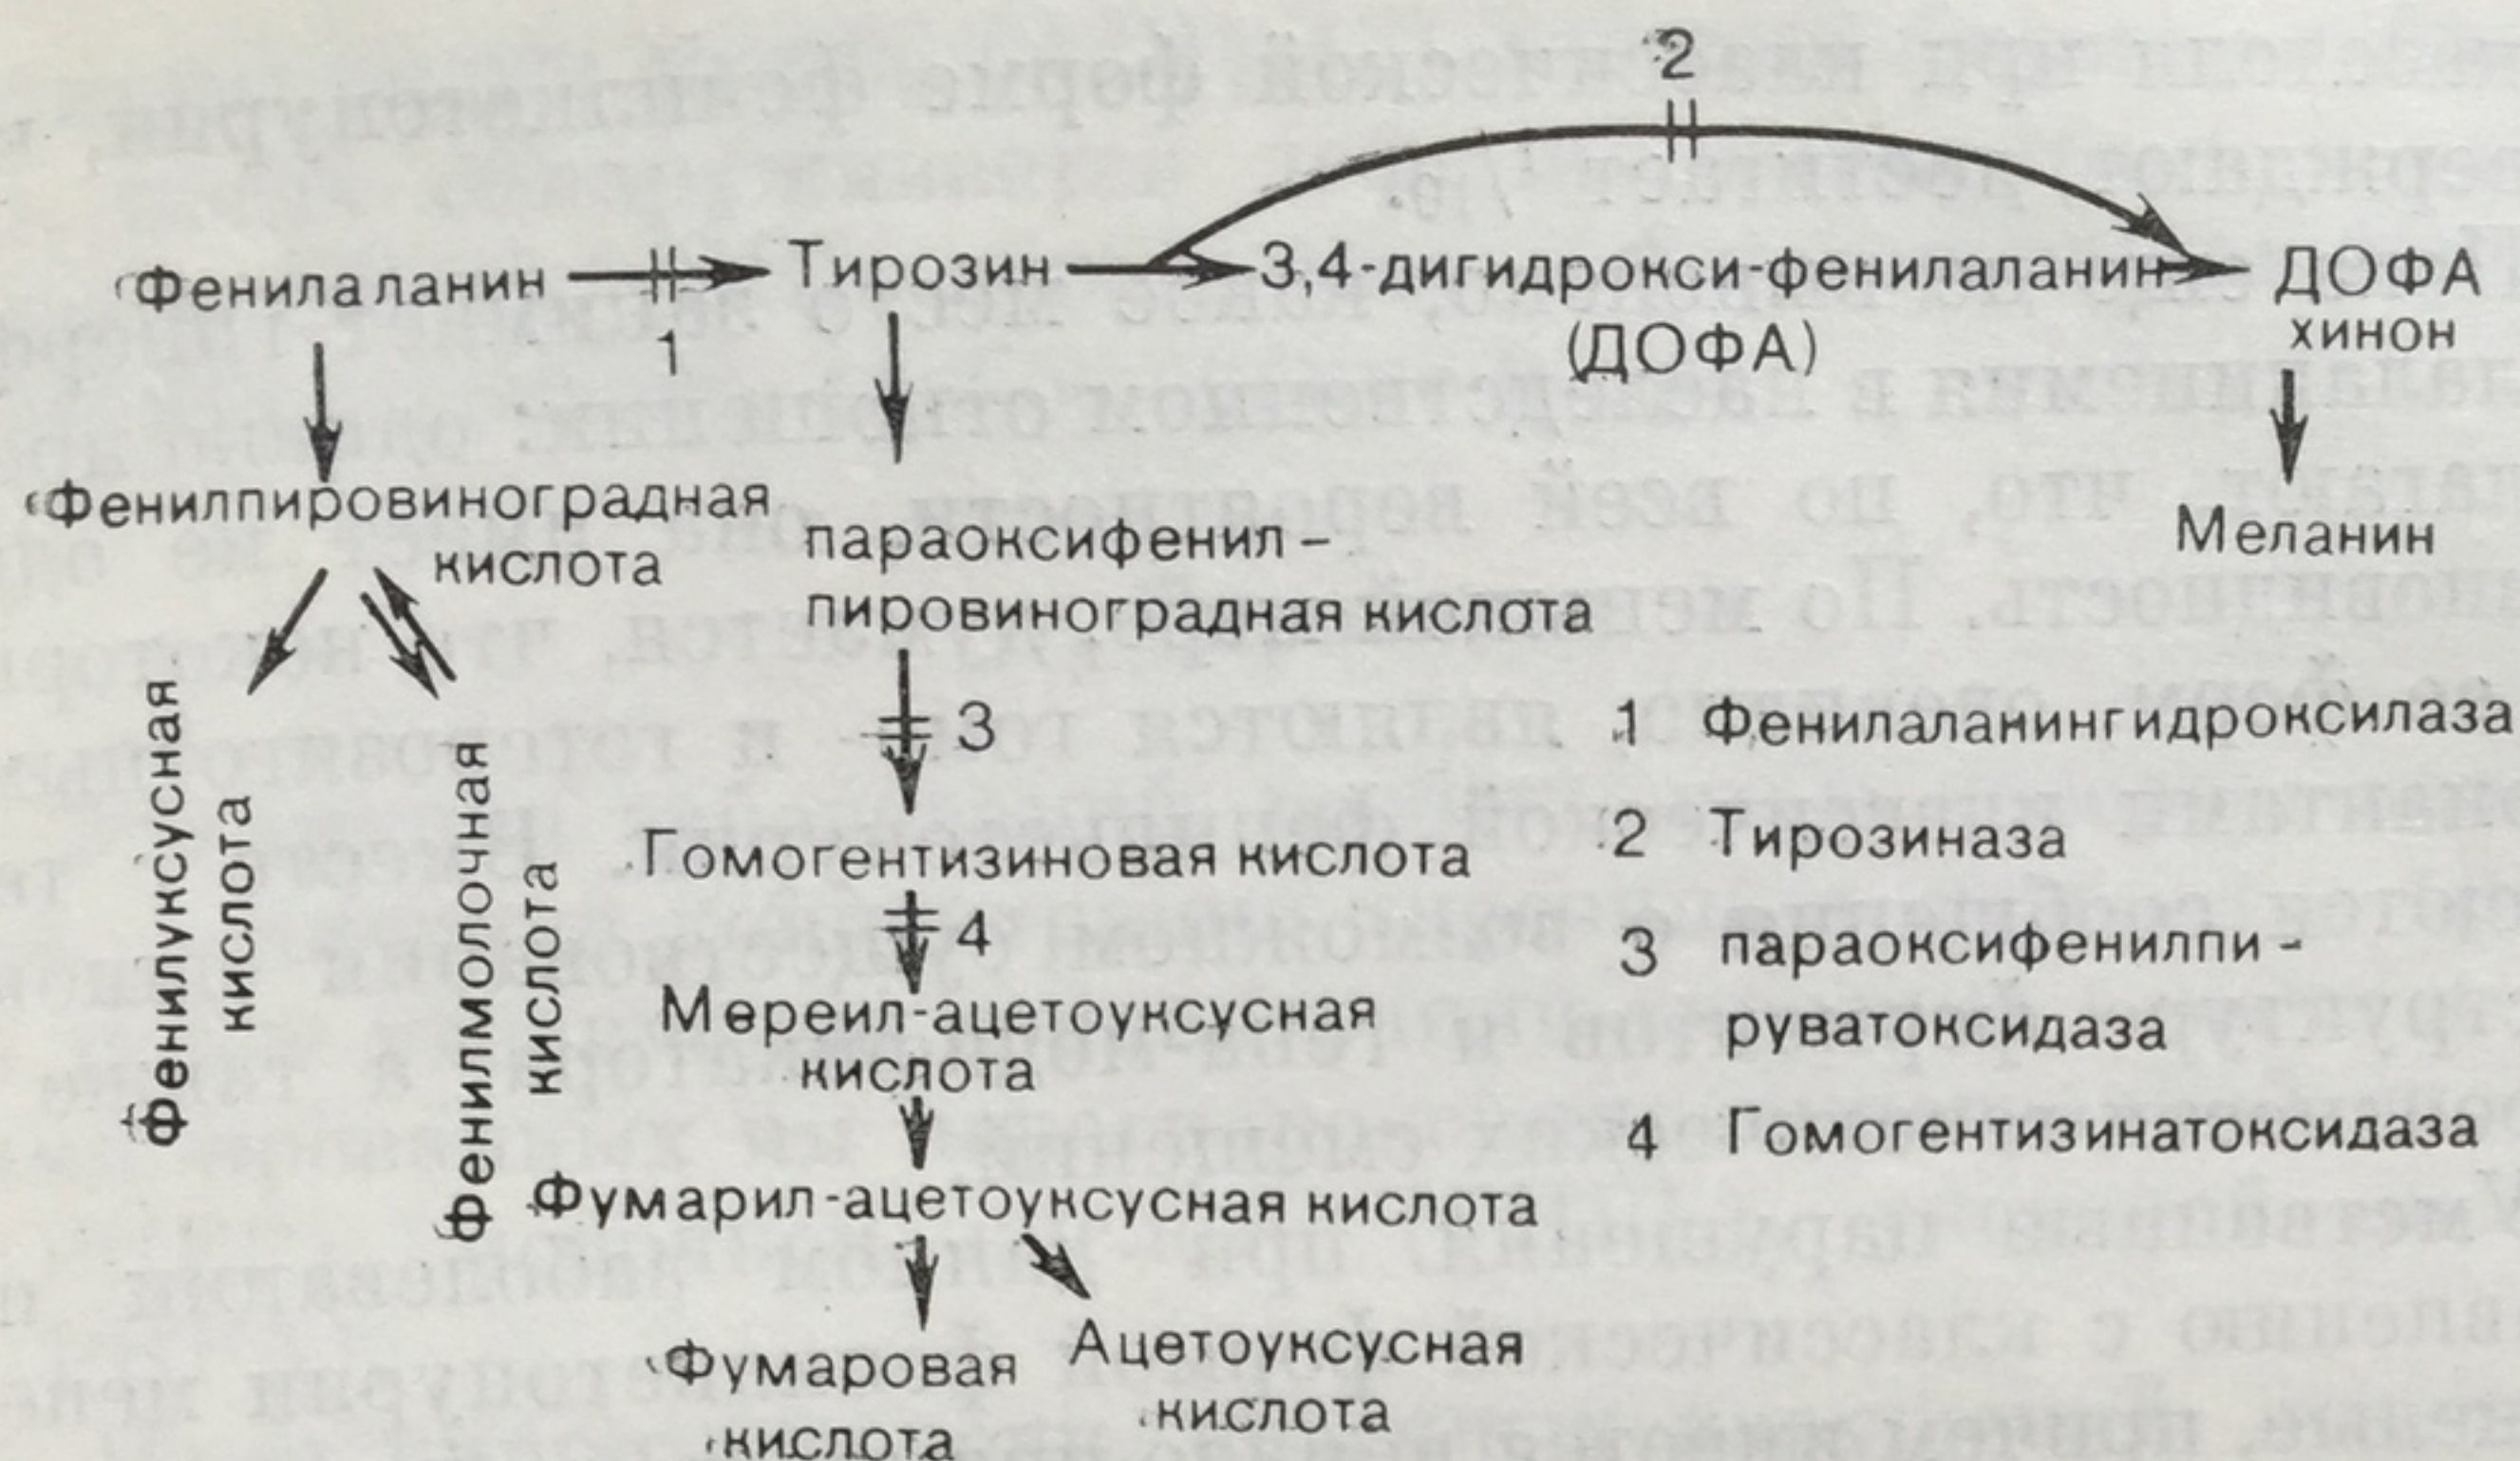 2
Фенилаланин
Тирозин
3,4-дигидрокси-фенилаланин
ДОФА
1
(ДОФА)
хинон
Фенилпировиноградная
кислота
параоксифенил-
пировиноградная кислота
Меланин
Фенилуксусная
кислота
Фенилмолочная
кислота
3
Гомогентизиновая кислота
4
Мереил-ацетоуксусная
кислота
Фумарил-ацетоуксусная кислота
Фумаровая
кислота
Ацетоуксусная
кислота
1 Фенилаланингидроксилаза
2 Тирозиназа
3 параоксифенилпи-
руватоксидаза
4 Гомогентизинатоксидаза